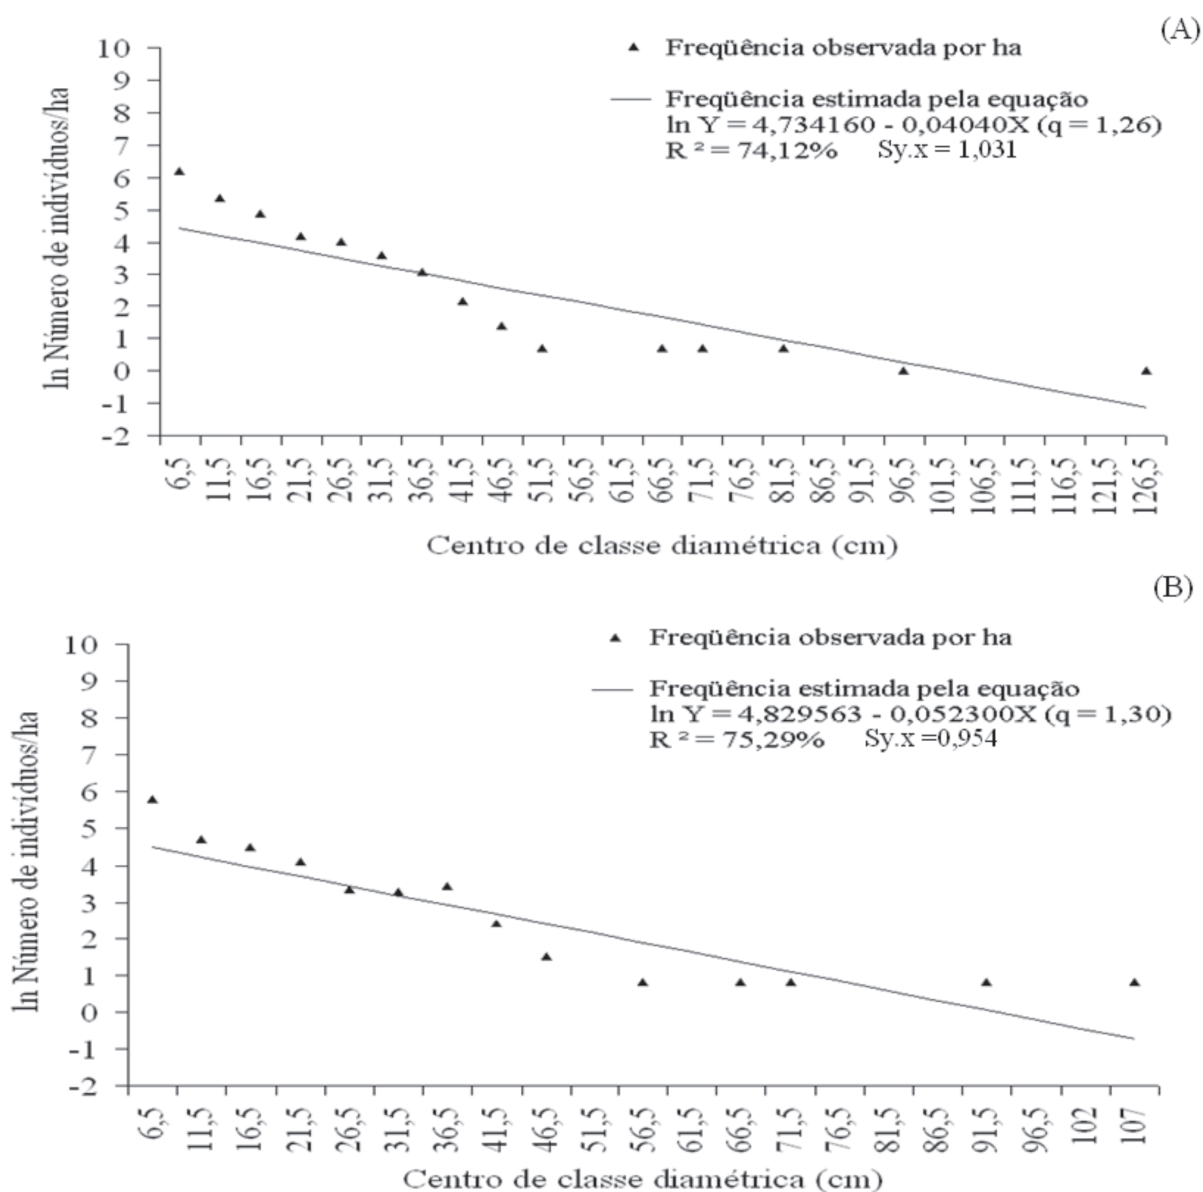 (A)
▲ Freqüência observada por ha
Freqüência estimada pela equação
ln Y = 4,734160 - 0,04040X (q = 1,26)
R ² = 74,12% Sy.x = 1,031
ln Número de indivíduos/ha
10
9
8
7
6
5
4
3
2
1
0
-1
-2
6,5 11,5 16,5 21,5 26,5 31,5 36,5 41,5 46,5 51,5 56,5 61,5 66,5 71,5 76,5 81,5 86,5 91,5 96,5 101,5 106,5 111,5 116,5 121,5 126,5
Centro de classe diamétrica (cm)
(B)
▲ Freqüência observada por ha
Freqüência estimada pela equação
ln Y = 4,829563 - 0,052300X (q = 1,30)
R ² = 75,29% Sy.x =0,954
ln Número de indivíduos/ha
10
9
8
7
6
5
4
3
2
1
0
-1
-2
6,5 11,5 16,5 21,5 26,5 31,5 36,5 41,5 46,5 51,5 56,5 61,5 66,5 71,5 76,5 81,5 86,5 91,5 96,5 102 107
Centro de classe diamétrica (cm)